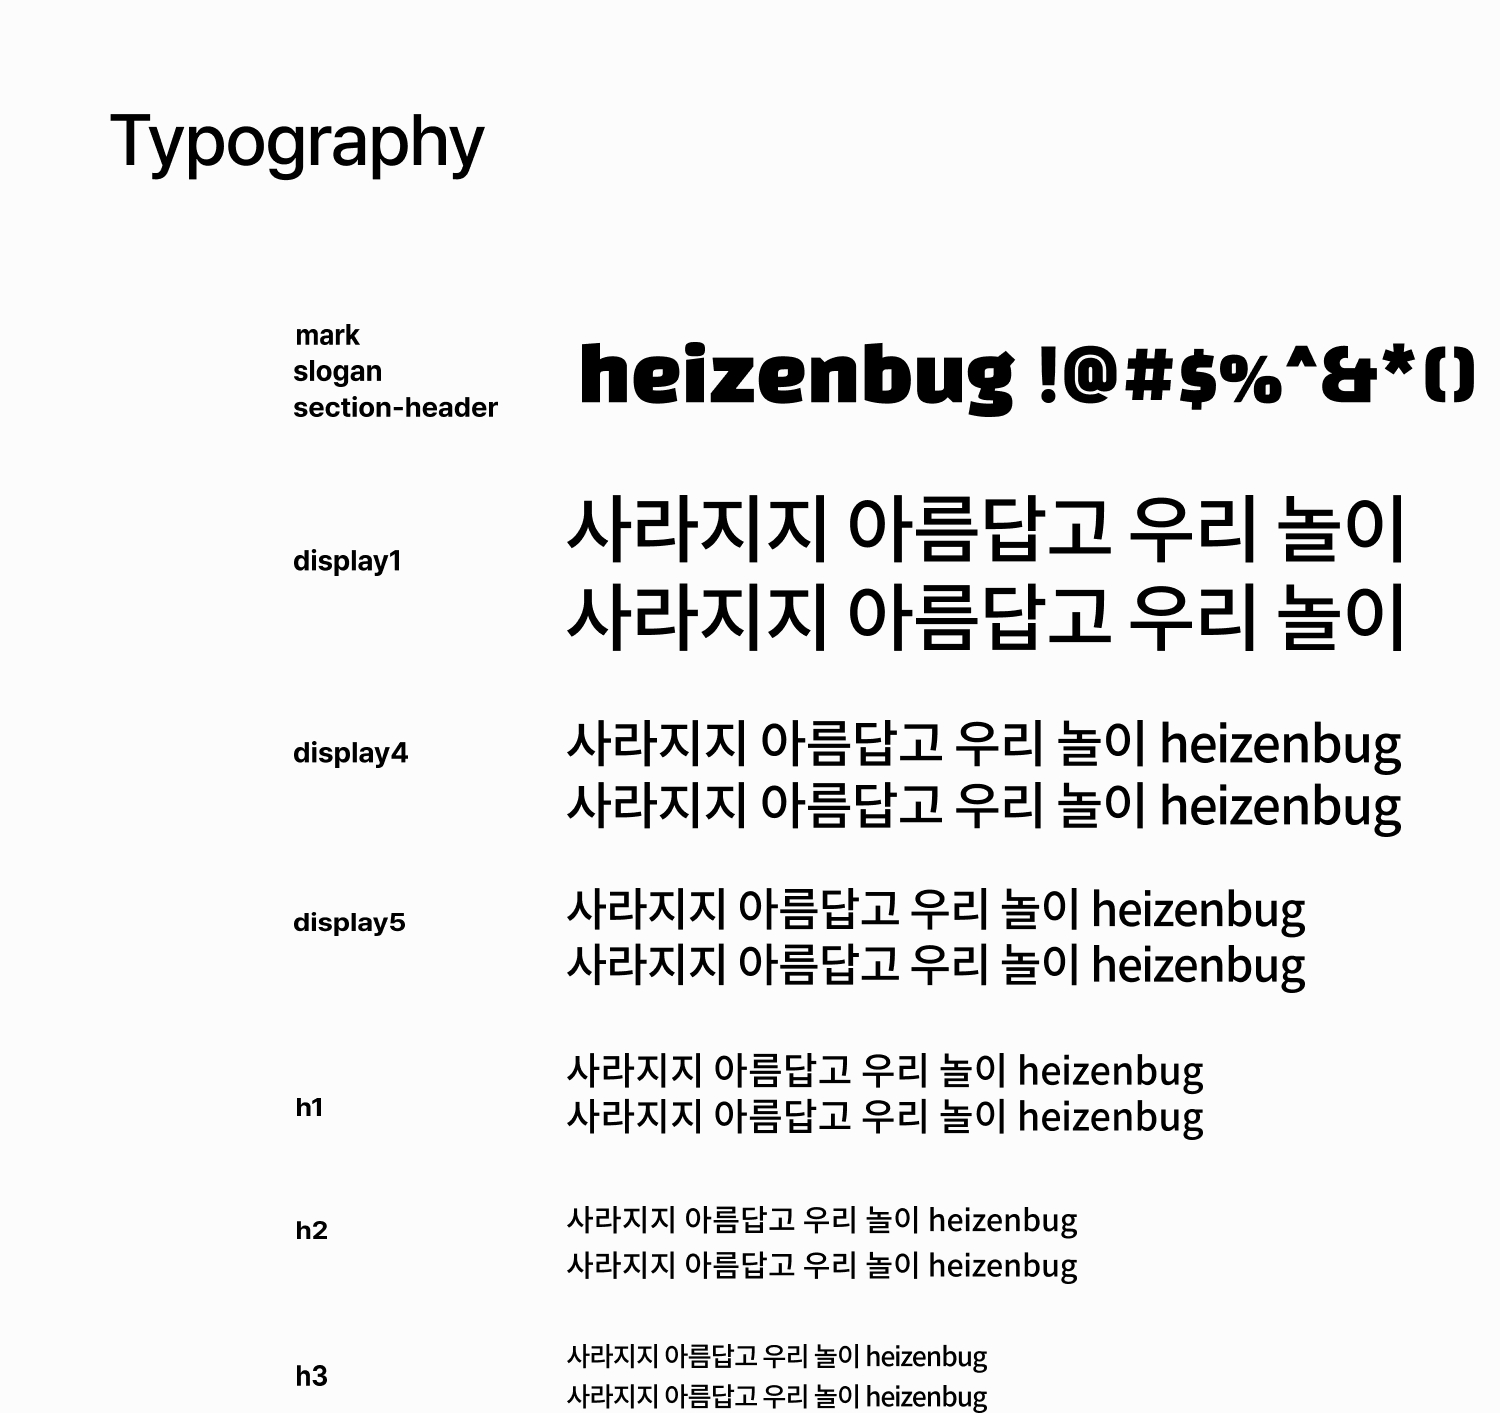 Typography
mark
slogan
section-header
heizenbug !@#$%^&*()
display1
사라지지 아름답고 우리 놀이
사라지지 아름답고 우리 놀이
display4
사라지지 아름답고 우리 놀이 heizenbug
사라지지 아름답고 우리 놀이 heizenbug
display5
사라지지 아름답고 우리 놀이 heizenbug
사라지지 아름답고 우리 놀이 heizenbug
h1
사라지지 아름답고 우리 놀이 heizenbug
사라지지 아름답고 우리 놀이 heizenbug
h2
사라지지 아름답고 우리 놀이 heizenbug
사라지지 아름답고 우리 놀이 heizenbug
h3
사라지지 아름답고 우리 놀이 heizenbug
사라지지 아름답고 우리 놀이 heizenbug